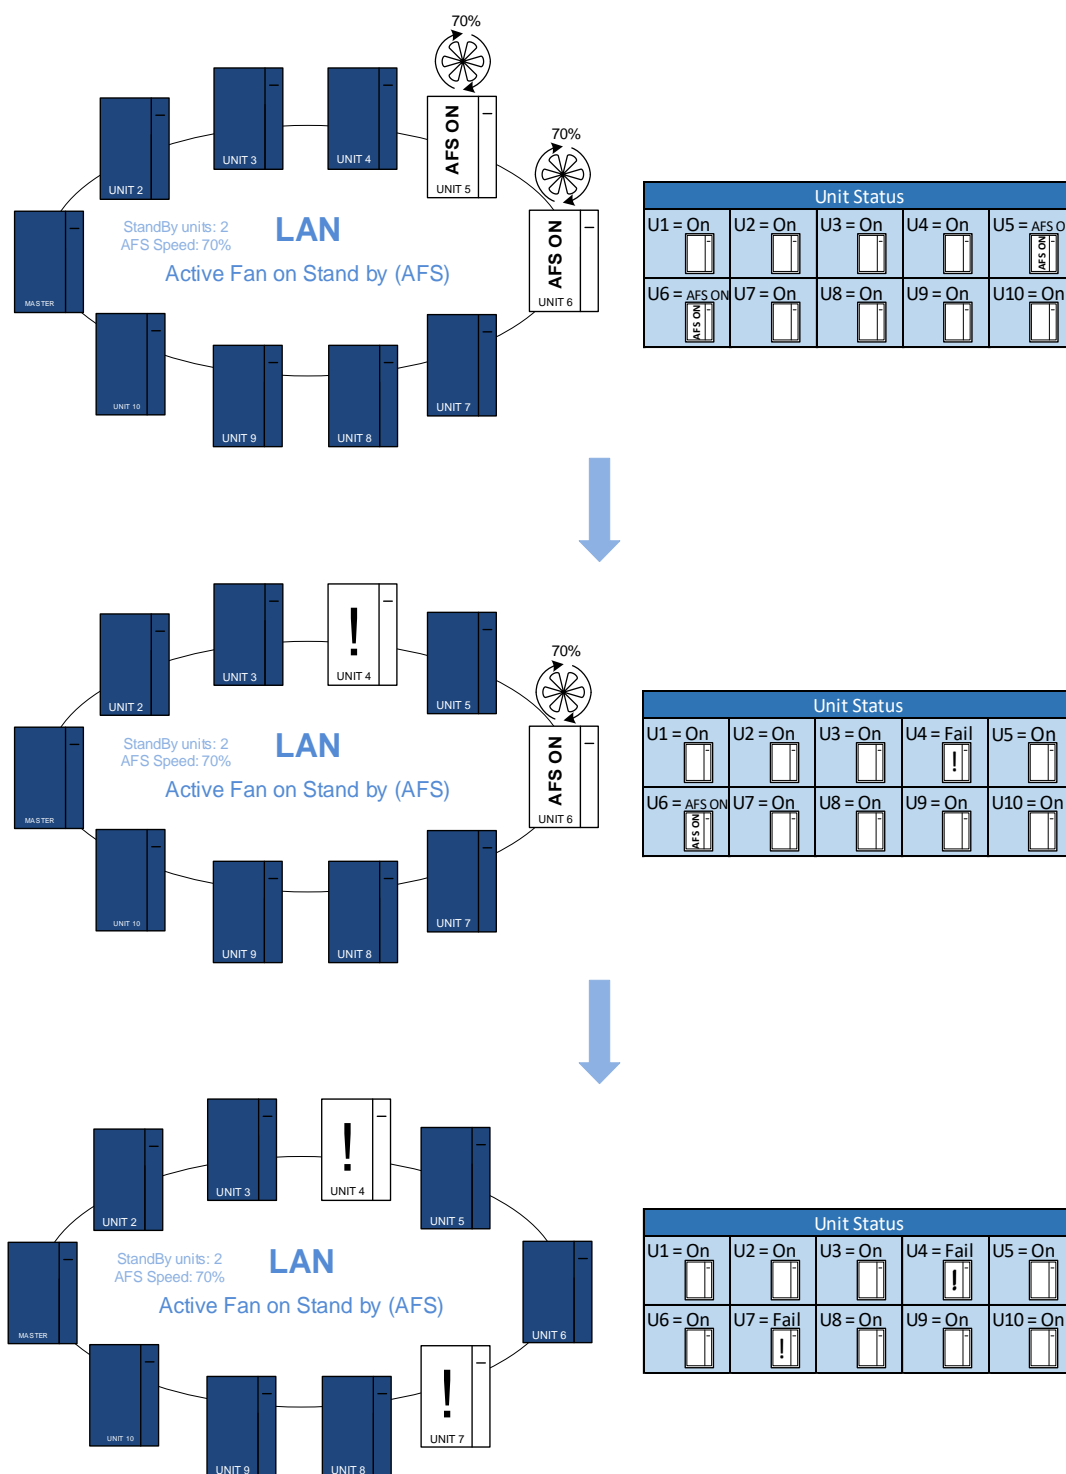 70%
AFS ON
UNIT 5
70%
AFS ON
UNIT 6
UNIT 4
UNIT 3
UNIT 2
MASTER
StandBy units: 2
AFS Speed: 70%
LAN
Active Fan on Stand by (AFS)
UNIT 10
UNIT 9
UNIT 8
UNIT 7
Unit Status
U1 = On
U2 = On
U3 = On
U4 = On
U5 = AFS O
AFS ON
U6 = AFS ON
AFS ON
U7 = On
U8 = On
U9 = On
U10 = On
UNIT 3
!
UNIT 4
UNIT 2
UNIT 5
70%
AFS ON
UNIT 6
MASTER
StandBy units: 2
AFS Speed: 70%
LAN
Active Fan on Stand by (AFS)
UNIT 10
UNIT 9
UNIT 8
UNIT 7
Unit Status
U1 = On
U2 = On
U3 = On
U4 = Fail
!
U5 = On
U6 = AFS ON
AFS ON
U7 = On
U8 = On
U9 = On
U10 = On
UNIT 3
!
UNIT 4
UNIT 2
UNIT 5
MASTER
StandBy units: 2
AFS Speed: 70%
LAN
Active Fan on Stand by (AFS)
UNIT 6
UNIT 10
UNIT 9
UNIT 8
!
UNIT 7
Unit Status
U1 = On
U2 = On
U3 = On
U4 = Fail
!
U5 = On
U6 = On
U7 = Fail
!
U8 = On
U9 = On
U10 = On